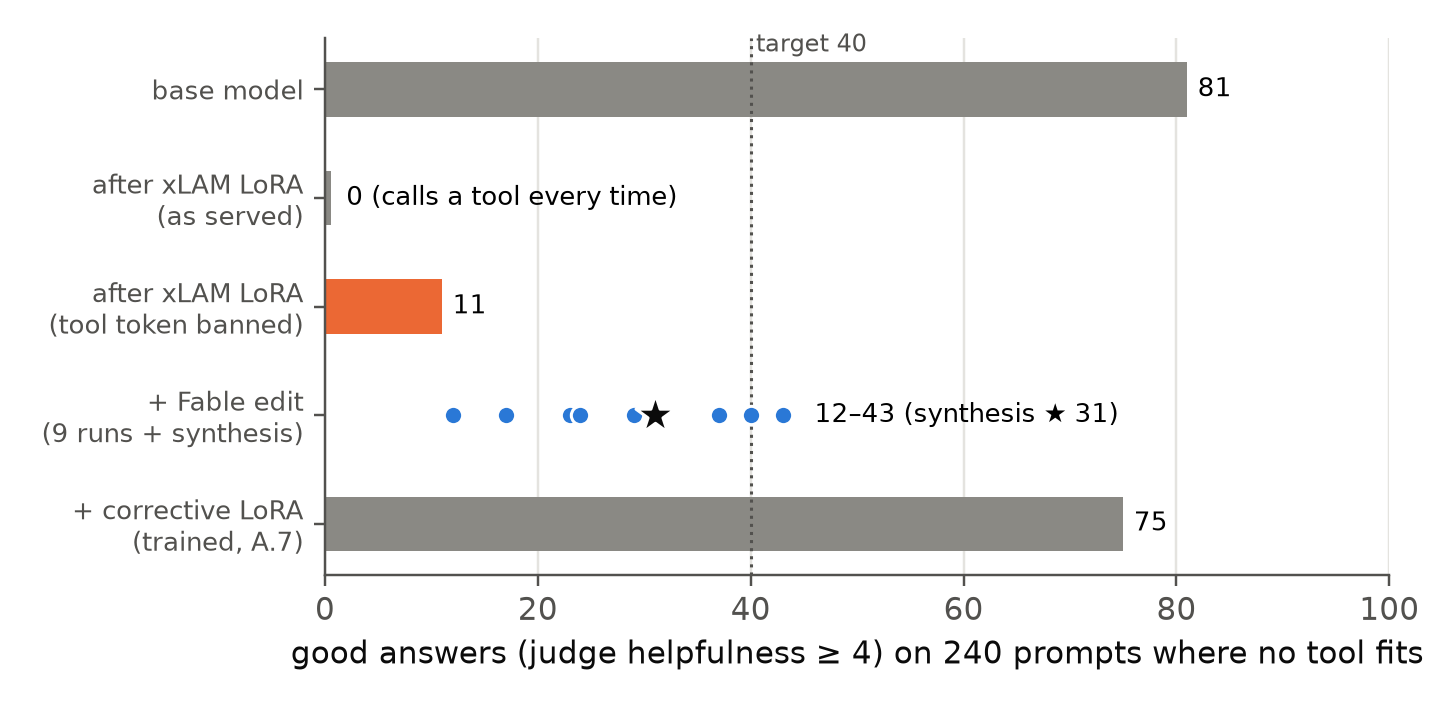 target 40
base model
81
after xLAM LoRA
(as served)
0 (calls a tool every time)
after xLAM LoRA
(tool token banned)
11
+ Fable edit
(9 runs + synthesis)
12–43 (synthesis ★ 31)
+ corrective LoRA
(trained, A.7)
75
0 20 40 60 80 100
good answers (judge helpfulness ≥ 4) on 240 prompts where no tool fits